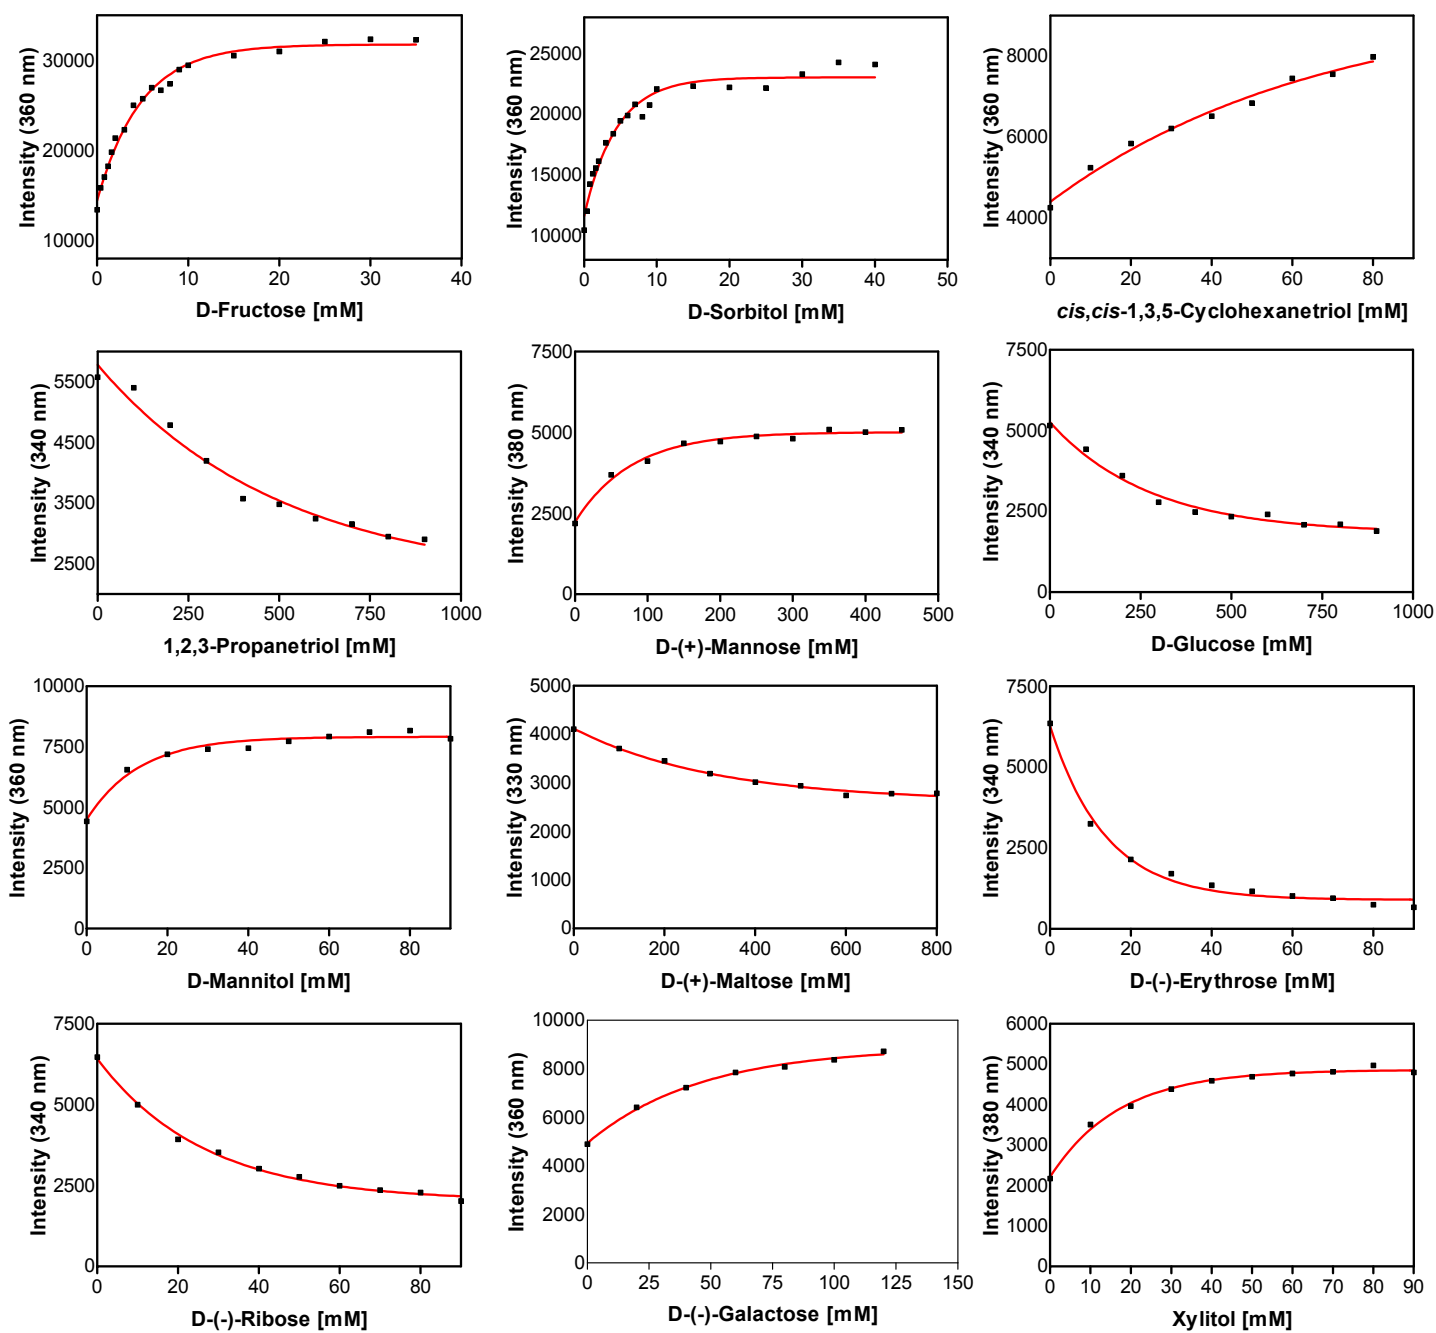 Intensity (360 nm)
30000
20000
10000
0 10 20 30 40
D-Fructose [mM]
Intensity (360 nm)
25000
20000
15000
10000
0 10 20 30 40 50
D-Sorbitol [mM]
Intensity (360 nm)
8000
6000
4000
0 20 40 60 80
cis,cis-1,3,5-Cyclohexanetriol [mM]
Intensity (340 nm)
5500
4500
3500
2500
0 250 500 750 1000
1,2,3-Propanetriol [mM]
Intensity (380 nm)
7500
5000
2500
0
0 100 200 300 400 500
D-(+)-Mannose [mM]
Intensity (340 nm)
7500
5000
2500
0
0 250 500 750 1000
D-Glucose [mM]
Intensity (360 nm)
10000
7500
5000
2500
0
0 20 40 60 80
D-Mannitol [mM]
Intensity (330 nm)
5000
4000
3000
2000
1000
0
0 200 400 600 800
D-(+)-Maltose [mM]
Intensity (340 nm)
7500
5000
2500
0
0 20 40 60 80
D-(-)-Erythrose [mM]
Intensity (340 nm)
7500
5000
2500
0
0 20 40 60 80
D-(-)-Ribose [mM]
Intensity (360 nm)
10000
8000
6000
4000
2000
0
0 25 50 75 100 125 150
D-(-)-Galactose [mM]
Intensity (380 nm)
6000
5000
4000
3000
2000
1000
0
0 10 20 30 40 50 60 70 80 90
Xylitol [mM]